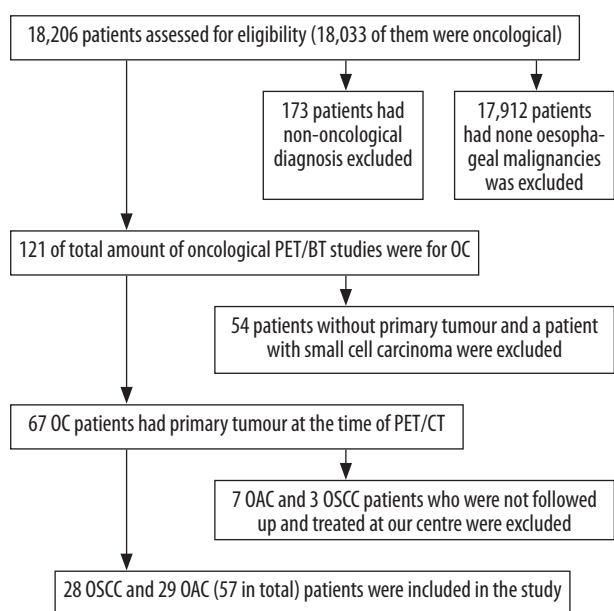 18,206 patients assessed for eligibility (18,033 of them were oncological)
173 patients had
non-oncological
diagnosis excluded
17,912 patients
had none oesopha-
geal malignancies
was excluded
121 of total amount of oncological PET/BT studies were for OC
54 patients without primary tumour and a patient
with small cell carcinoma were excluded
67 OC patients had primary tumour at the time of PET/CT
7 OAC and 3 OSCC patients who were not followed
up and treated at our centre were excluded
28 OSCC and 29 OAC (57 in total) patients were included in the study